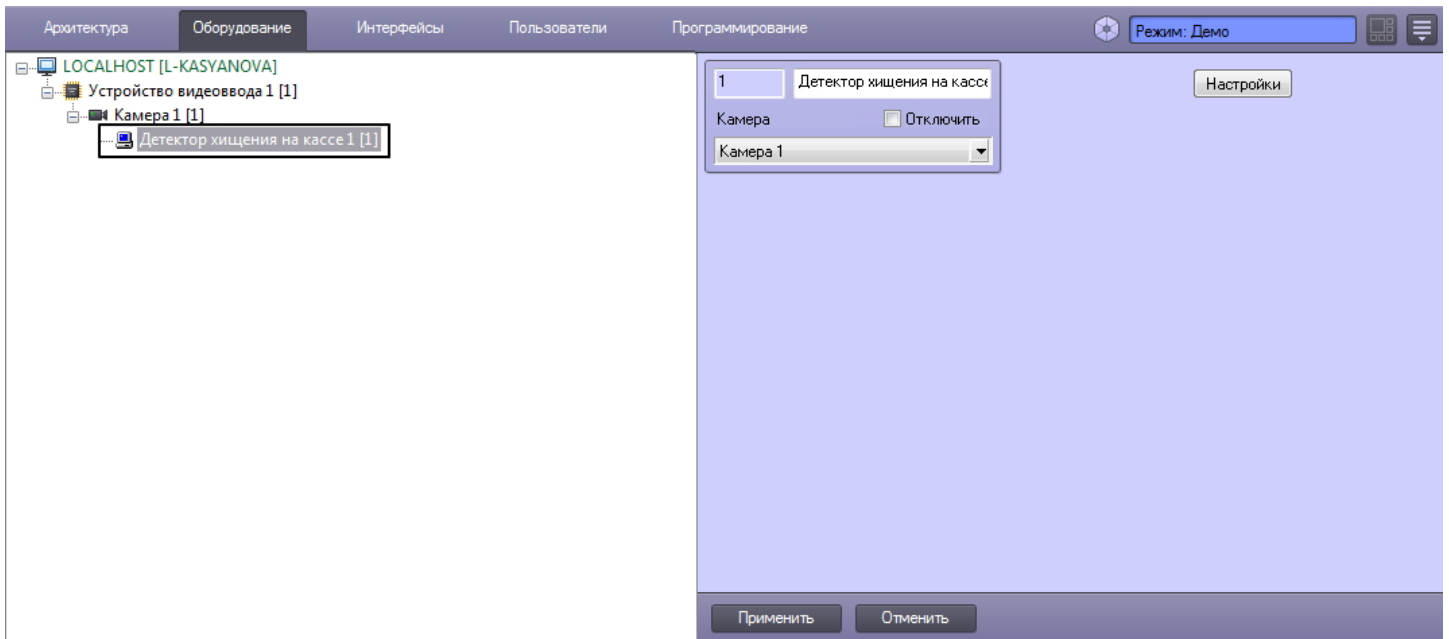 Архитектура Оборудование Интерфейсы Пользователи Программирование Режим: Демо
LOCALHOST [L-KASYANOVA]
Устройство видеоввода 1 [1]
Камера 1 [1]
Детектор хищения на кассе 1 [1]
1 Детектор хищения на кассе
Настройки
Камера Отключить
Камера 1
Применить Отменить